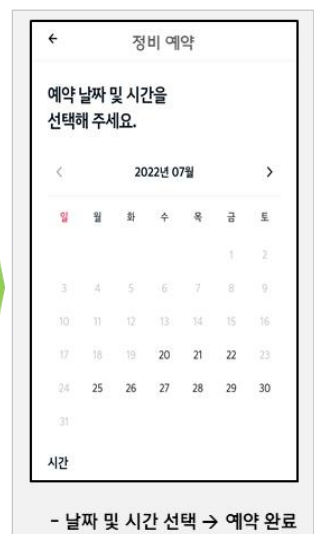 ← 정비 예약
예약 날짜 및 시간을
선택해 주세요.
< 2022년 07월 >
일 월 화 수 목 금 토
1 2
3 4 5 6 7 8 9
10 11 12 13 14 15 16
17 18 19 20 21 22 23
24 25 26 27 28 29 30
31
시간
- 날짜 및 시간 선택 → 예약 완료